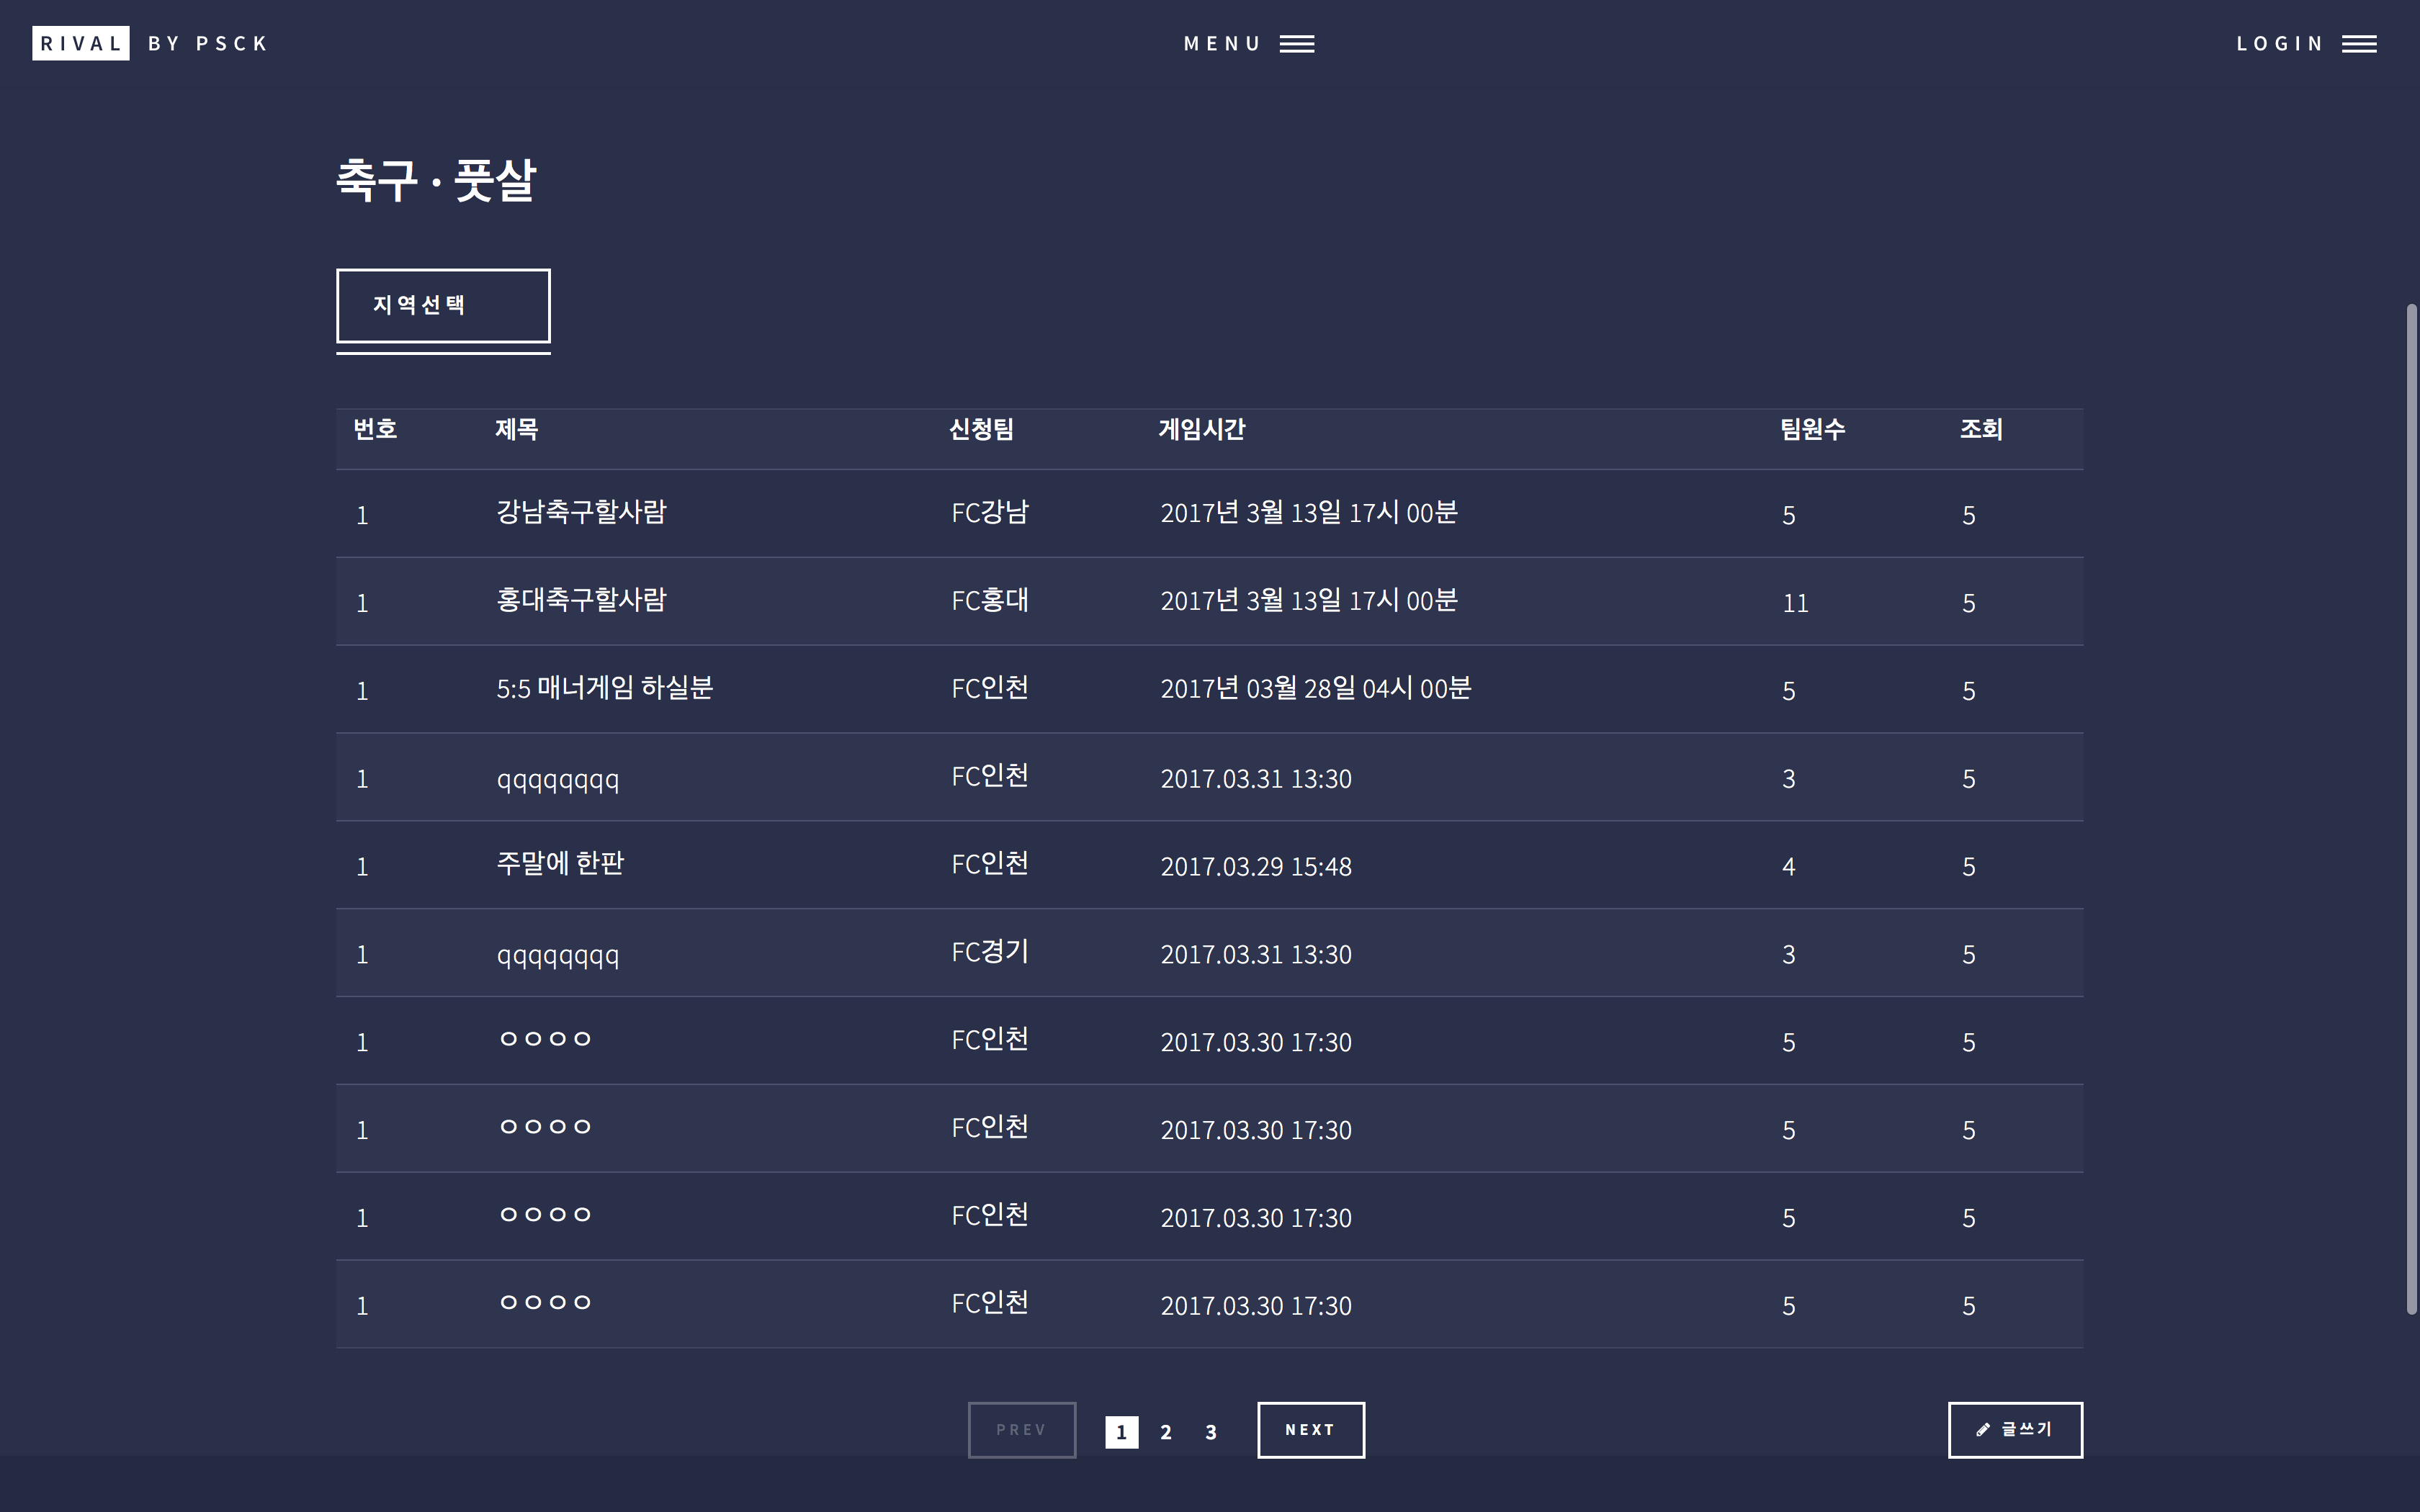 RIVAL BY PSCK MENU LOGIN
축구 · 풋살
지역선택
번호 제목 신청팀 게임시간 팀원수 조회
1 강남축구할사람 FC강남 2017년 3월 13일 17시 00분 5 5
1 홍대축구할사람 FC홍대 2017년 3월 13일 17시 00분 11 5
1 5:5 매너게임 하실분 FC인천 2017년 03월 28일 04시 00분 5 5
1 qqqqqqqq FC인천 2017.03.31 13:30 3 5
1 주말에 한판 FC인천 2017.03.29 15:48 4 5
1 qqqqqqqq FC경기 2017.03.31 13:30 3 5
1 ㅇㅇㅇㅇ FC인천 2017.03.30 17:30 5 5
1 ㅇㅇㅇㅇ FC인천 2017.03.30 17:30 5 5
1 ㅇㅇㅇㅇ FC인천 2017.03.30 17:30 5 5
1 ㅇㅇㅇㅇ FC인천 2017.03.30 17:30 5 5
PREV 1 2 3 NEXT 글쓰기